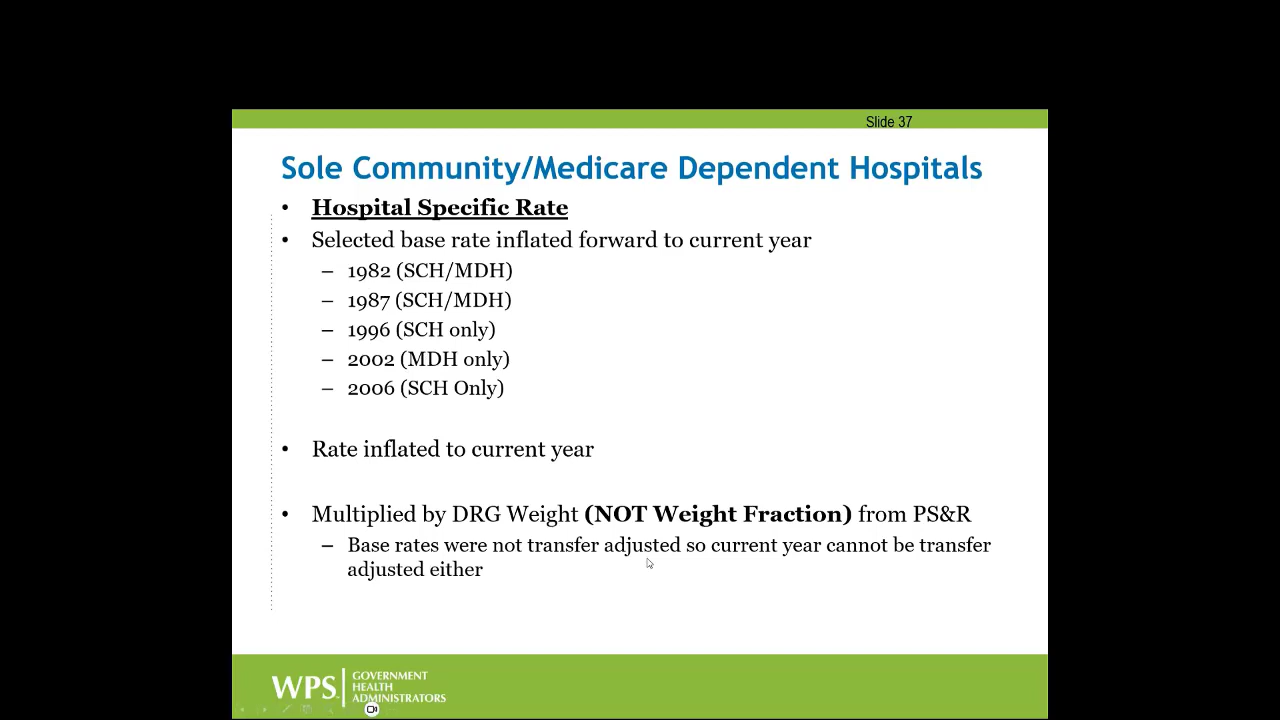 Slide 37
Sole Community/Medicare Dependent Hospitals
• Hospital Specific Rate
• Selected base rate inflated forward to current year
– 1982 (SCH/MDH)
– 1987 (SCH/MDH)
– 1996 (SCH only)
– 2002 (MDH only)
– 2006 (SCH Only)
• Rate inflated to current year
• Multiplied by DRG Weight (NOT Weight Fraction) from PS&R
– Base rates were not transfer adjusted so current year cannot be transfer
adjusted either
WPS
GOVERNMENT
HEALTH
ADMINISTRATORS